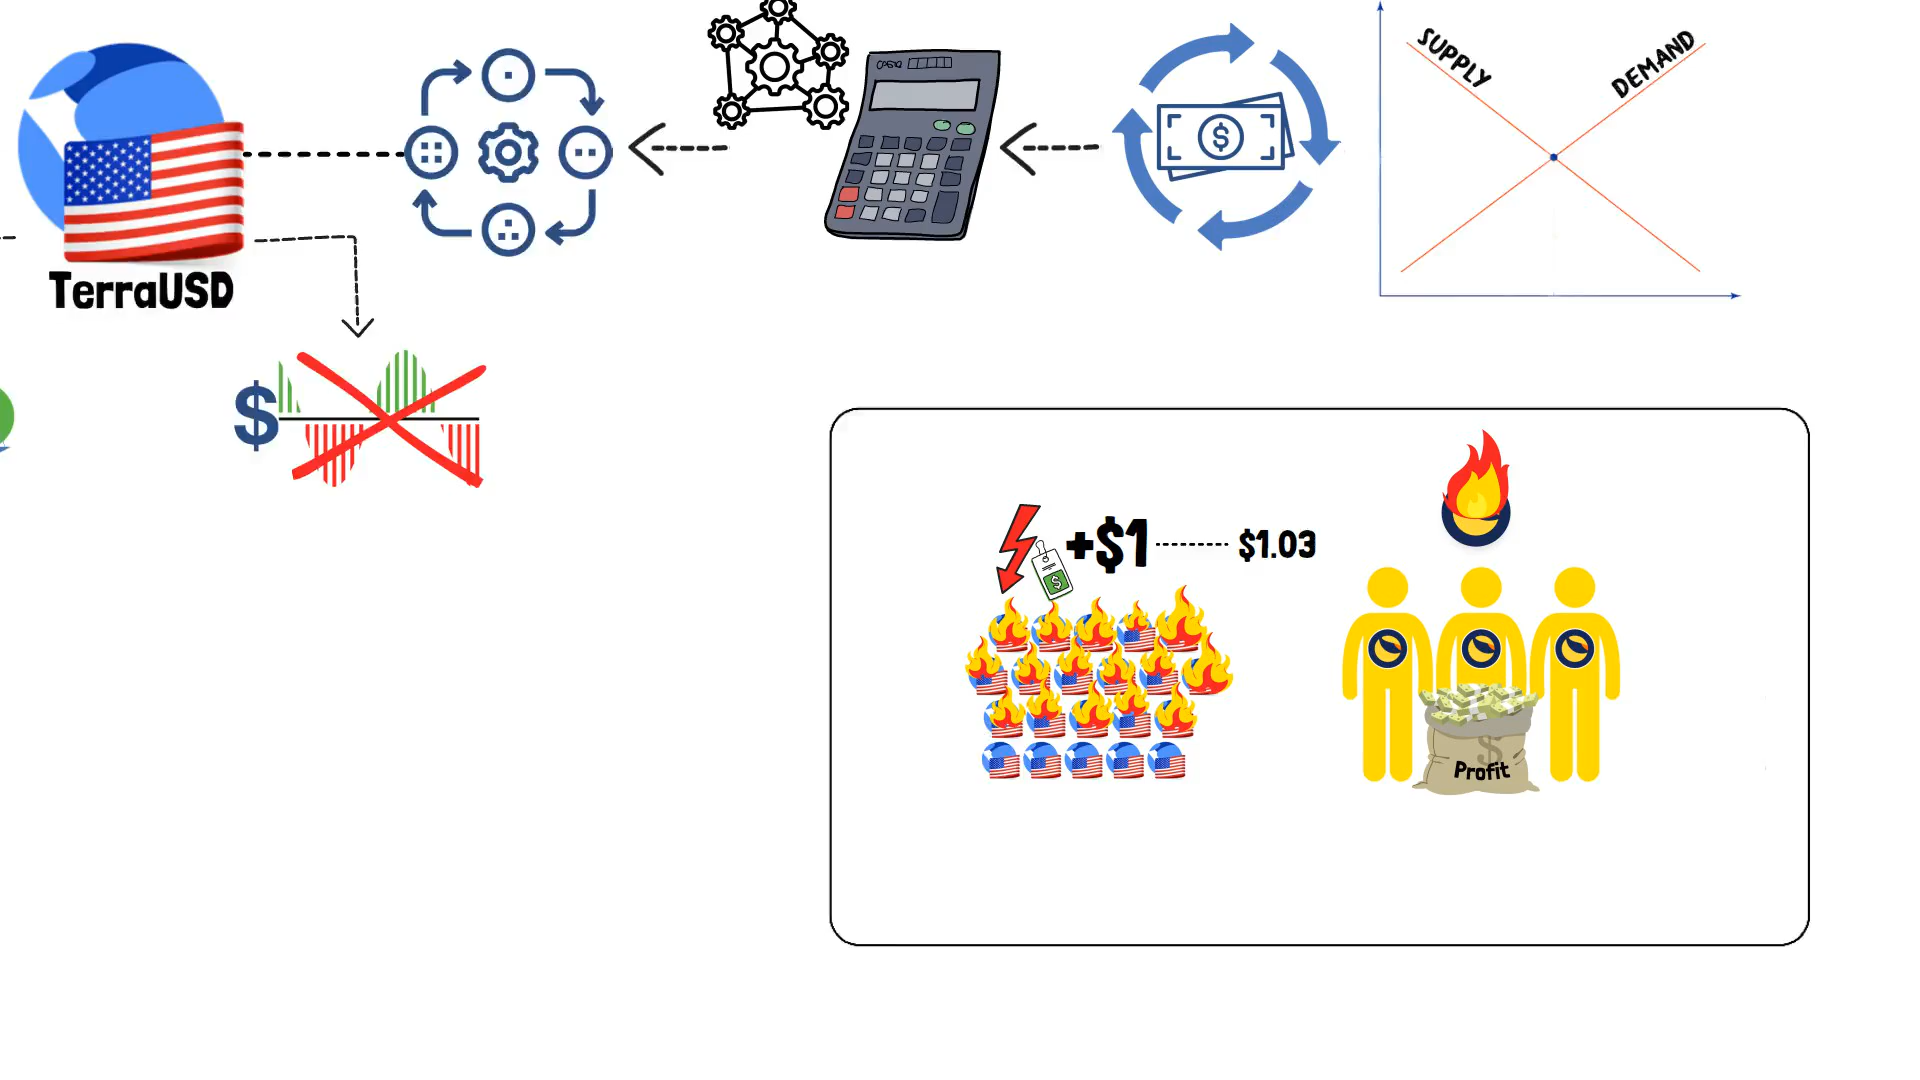 SUPPLY
DEMAND
$
TerraUSD
$
+$1
$1.03
$
$
Profit